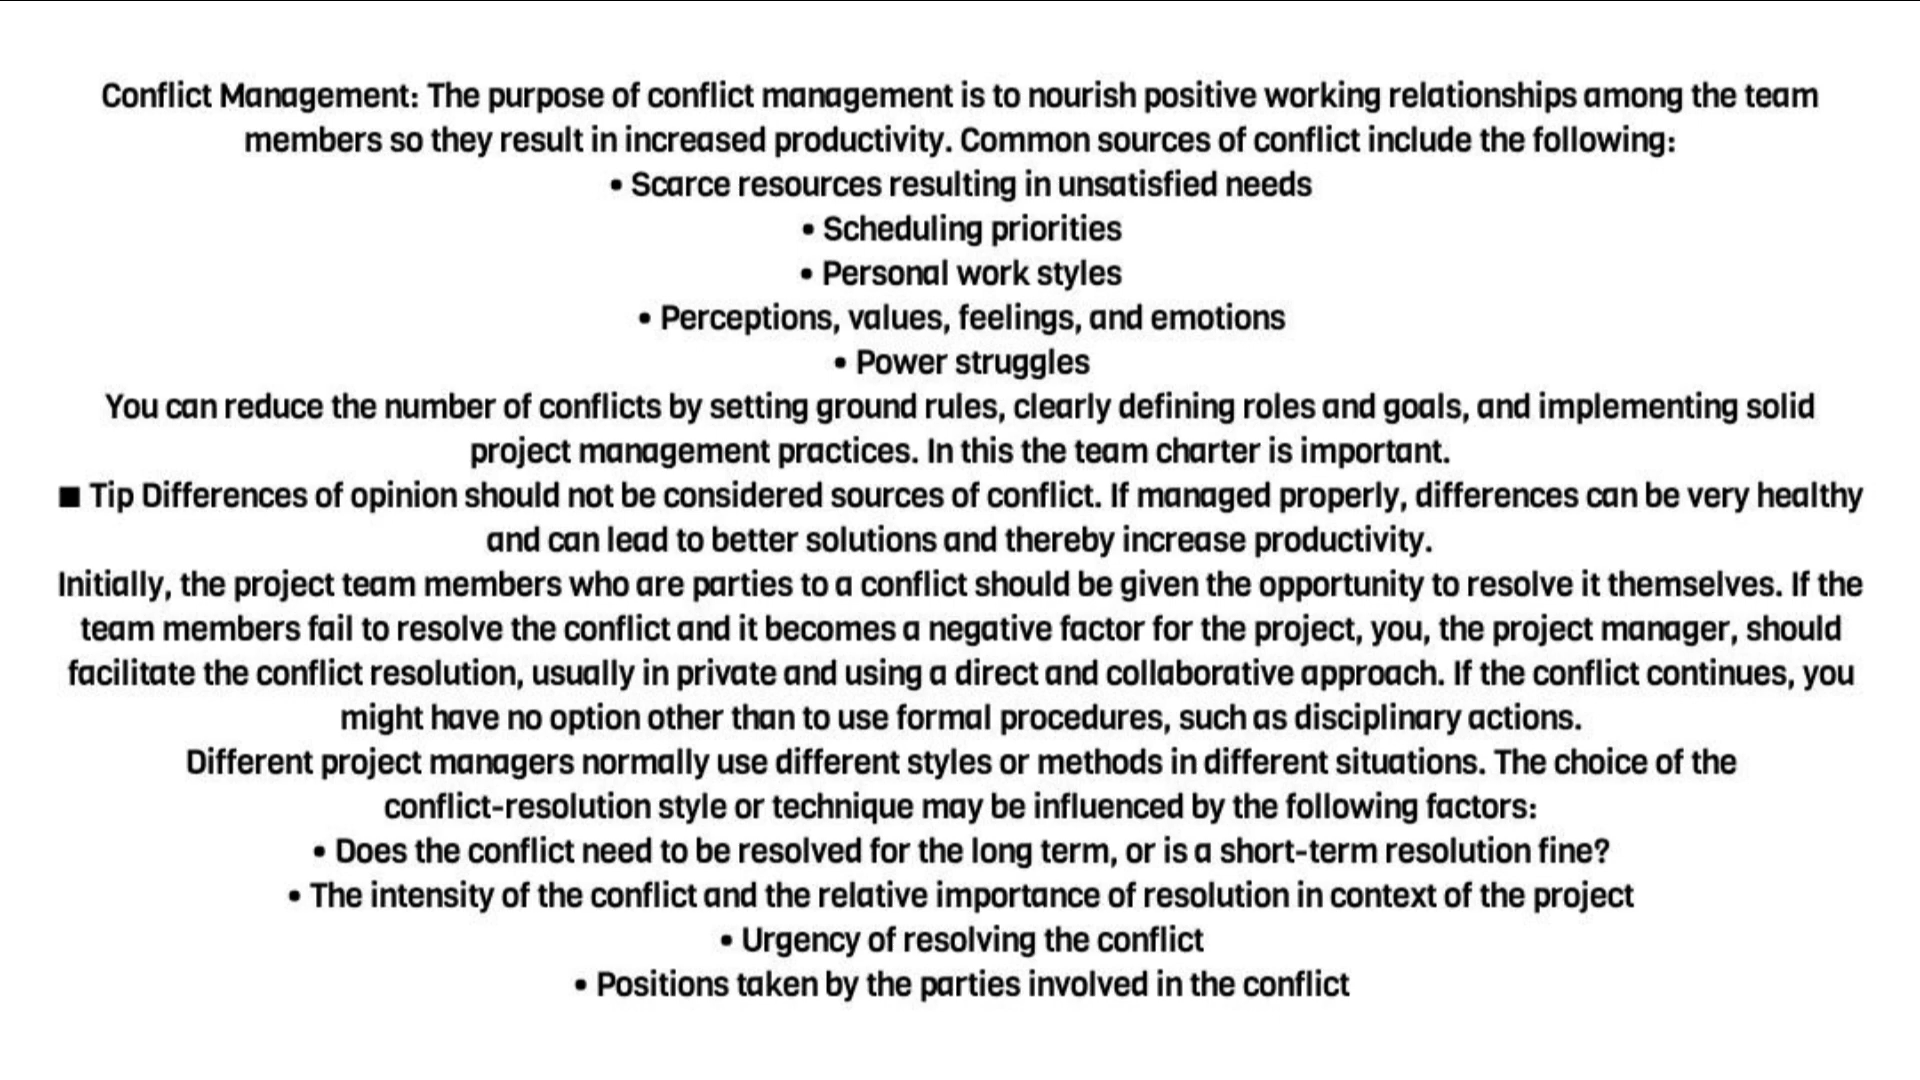 Conflict Management: The purpose of conflict management is to nourish positive working relationships among the team
members so they result in increased productivity. Common sources of conflict include the following:
• Scarce resources resulting in unsatisfied needs
• Scheduling priorities
• Personal work styles
• Perceptions, values, feelings, and emotions
• Power struggles
You can reduce the number of conflicts by setting ground rules, clearly defining roles and goals, and implementing solid
project management practices. In this the team charter is important.
■ Tip Differences of opinion should not be considered sources of conflict. If managed properly, differences can be very healthy
and can lead to better solutions and thereby increase productivity.
Initially, the project team members who are parties to a conflict should be given the opportunity to resolve it themselves. If the
team members fail to resolve the conflict and it becomes a negative factor for the project, you, the project manager, should
facilitate the conflict resolution, usually in private and using a direct and collaborative approach. If the conflict continues, you
might have no option other than to use formal procedures, such as disciplinary actions.
Different project managers normally use different styles or methods in different situations. The choice of the
conflict-resolution style or technique may be influenced by the following factors:
• Does the conflict need to be resolved for the long term, or is a short-term resolution fine?
• The intensity of the conflict and the relative importance of resolution in context of the project
• Urgency of resolving the conflict
• Positions taken by the parties involved in the conflict